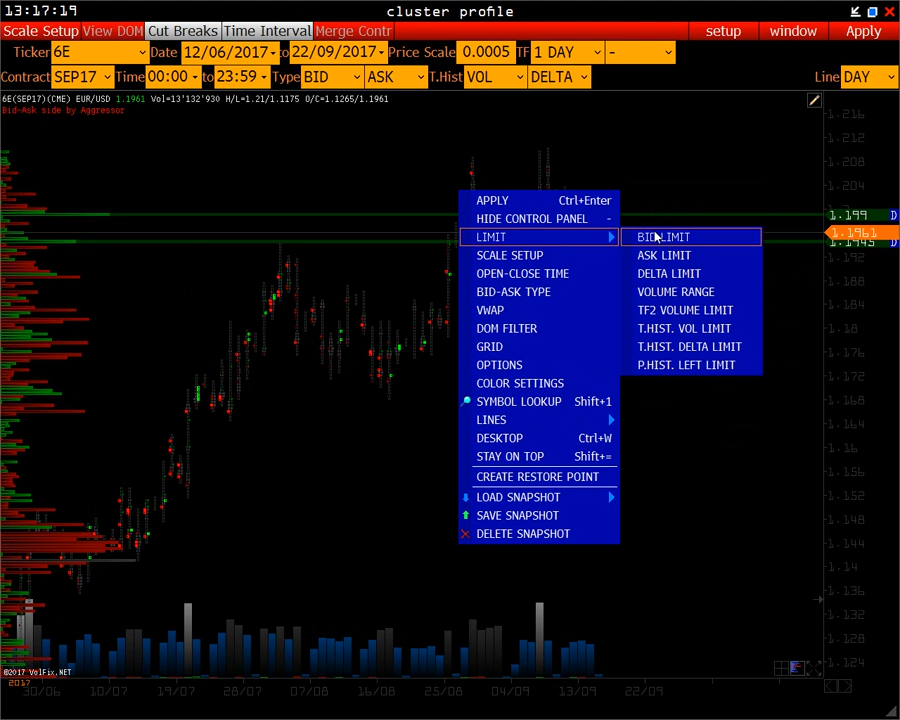 13:17:19
cluster profile
Scale Setup View DOM Cut Breaks Time Interval Merge Contr setup window Apply
Ticker 6E Date 12/06/2017 to 22/09/2017 Price Scale 0.0005 TF 1 DAY -
Contract SEP17 Time 00:00 to 23:59 Type BID ASK T.Hist VOL DELTA Line DAY
6E(SEP17)(CME) EUR/USD 1.1961 Vol=13'132'930 H/L=1.21/1.1175 O/C=1.1265/1.1961
Bid-Ask side by Aggressor
1.216
1.212
1.208
1.204
1.199 D
1.1961
1.1945 D
1.192
1.188
1.184
1.18
1.176
1.172
1.168
1.164
1.16
1.156
1.152
1.148
1.144
1.14
1.136
1.132
1.128
1.124
APPLY Ctrl+Enter
HIDE CONTROL PANEL -
LIMIT
SCALE SETUP
OPEN-CLOSE TIME
BID-ASK TYPE
VWAP
DOM FILTER
GRID
OPTIONS
COLOR SETTINGS
SYMBOL LOOKUP Shift+1
LINES
DESKTOP Ctrl+W
STAY ON TOP Shift+=
CREATE RESTORE POINT
LOAD SNAPSHOT
SAVE SNAPSHOT
DELETE SNAPSHOT
BID LIMIT
ASK LIMIT
DELTA LIMIT
VOLUME RANGE
TF2 VOLUME LIMIT
T.HIST. VOL LIMIT
T.HIST. DELTA LIMIT
P.HIST. LEFT LIMIT
©2017 VolFix.NET
2017
30/06 10/07 19/07 28/07 07/08 16/08 25/08 04/09 13/09 22/09